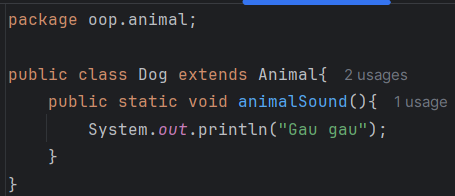 package oop.animal;
public class Dog extends Animal{ 2 usages
public static void animalSound(){ 1 usage
System.out.println("Gau gau");
}
}